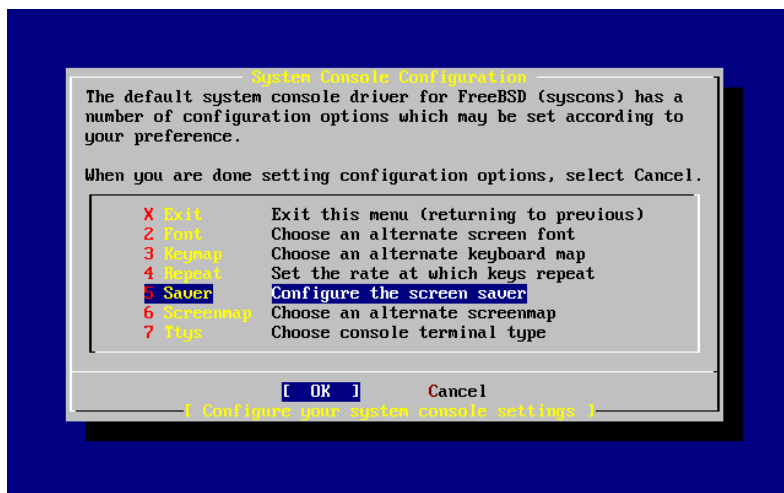 System Console Configuration
The default system console driver for FreeBSD (syscons) has a
number of configuration options which may be set according to
your preference.
When you are done setting configuration options, select Cancel.
X Exit Exit this menu (returning to previous)
2 Font Choose an alternate screen font
3 Keymap Choose an alternate keyboard map
4 Repeat Set the rate at which keys repeat
5 Saver Configure the screen saver
6 Screenmap Choose an alternate screenmap
7 Ttys Choose console terminal type
[ OK ] Cancel
[ Configure your system console settings ]